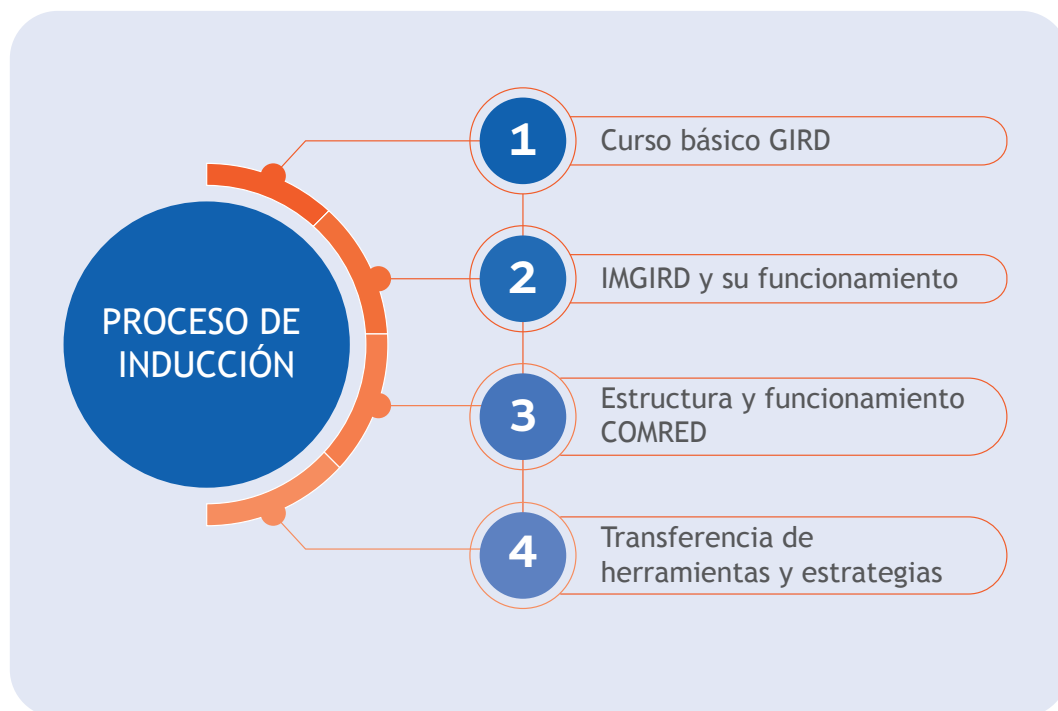 PROCESO DE
INDUCCIÓN
1
Curso básico GIRD
2
IMGIRD y su funcionamiento
3
Estructura y funcionamiento
COMRED
4
Transferencia de
herramientas y estrategias